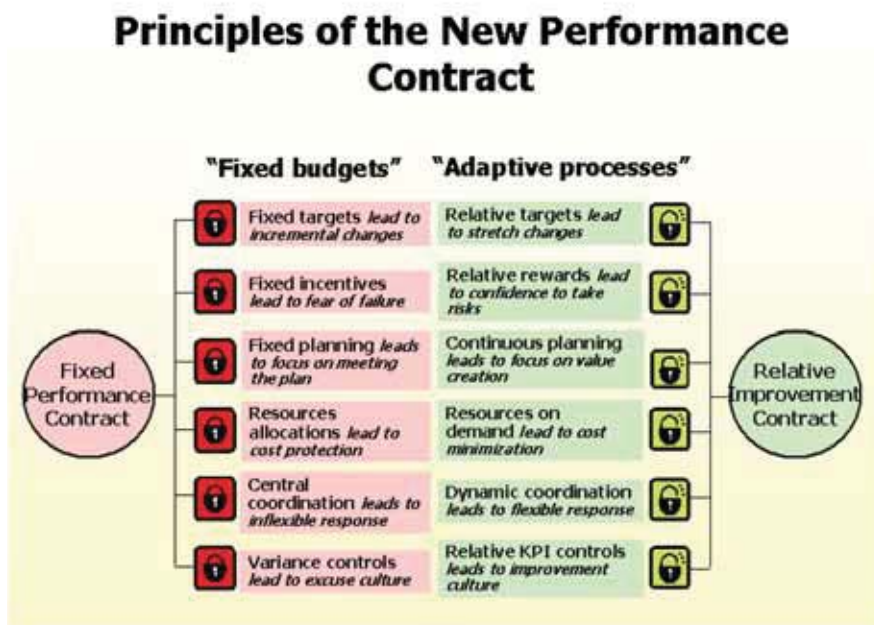 Principles of the New Performance
Contract
"Fixed budgets"
"Adaptive processes"
Fixed
Performance
Contract
Fixed targets lead to
incremental changes
Fixed incentives
lead to fear of failure
Fixed planning leads
to focus on meeting
the plan
Resources
allocations lead to
cost protection
Central
coordination leads to
inflexible response
Variance controls
lead to excuse culture
Relative targets lead
to stretch changes
Relative rewards lead
to confidence to take
risks
Continuous planning
leads to focus on value
creation
Resources on
demand lead to cost
minimization
Dynamic coordination
leads to flexible response
Relative KPI controls
leads to improvement
culture
Relative
Improvement
Contract